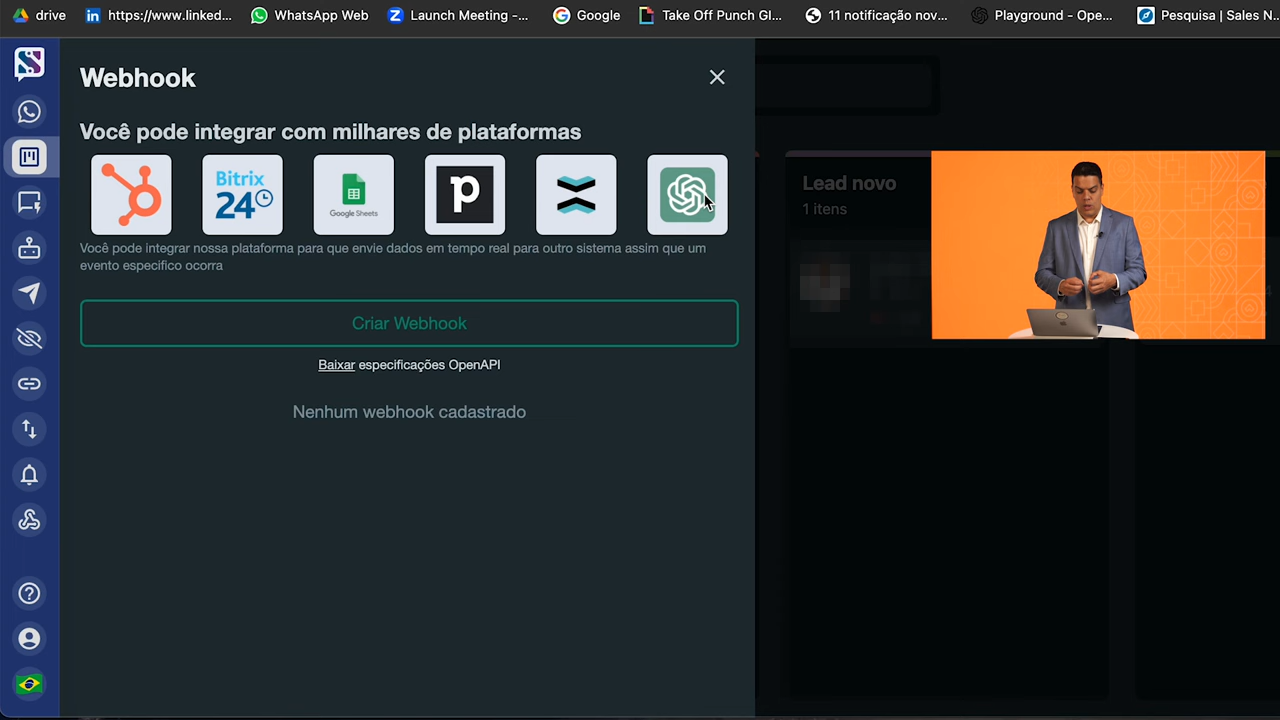 drive
https://www.linked...
WhatsApp Web
Launch Meeting -...
Google
Take Off Punch Gl...
11 notificação nov...
Playground - Ope...
Pesquisa | Sales N...
Webhook
Você pode integrar com milhares de plataformas
Bitrix
24
Google Sheets
p
Você pode integrar nossa plataforma para que envie dados em tempo real para outro sistema assim que um
evento especifico ocorra
Criar Webhook
Baixar especificações OpenAPI
Nenhum webhook cadastrado
Lead novo
1 itens